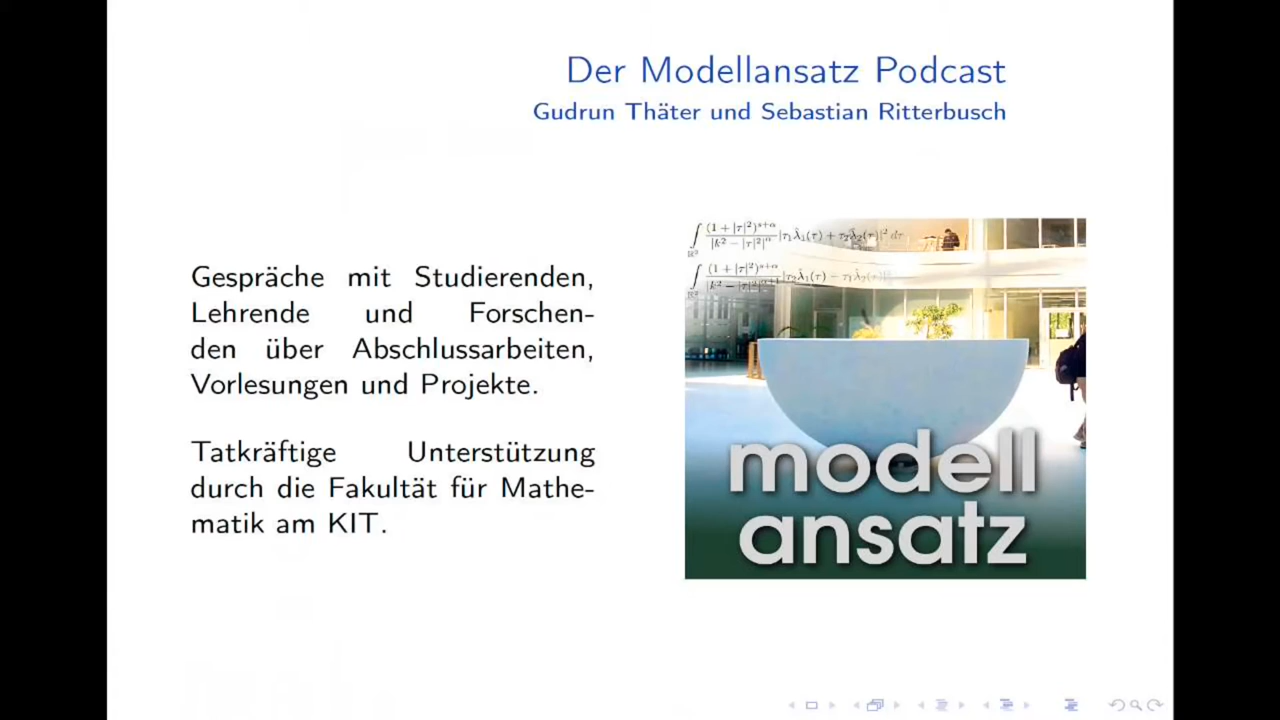 Der Modellansatz Podcast
Gudrun Thäter und Sebastian Ritterbusch
Gespräche mit Studierenden,
Lehrende und Forschen-
den über Abschlussarbeiten,
Vorlesungen und Projekte.
Tatkräftige Unterstützung
durch die Fakultät für Mathe-
matik am KIT.
modell
ansatz